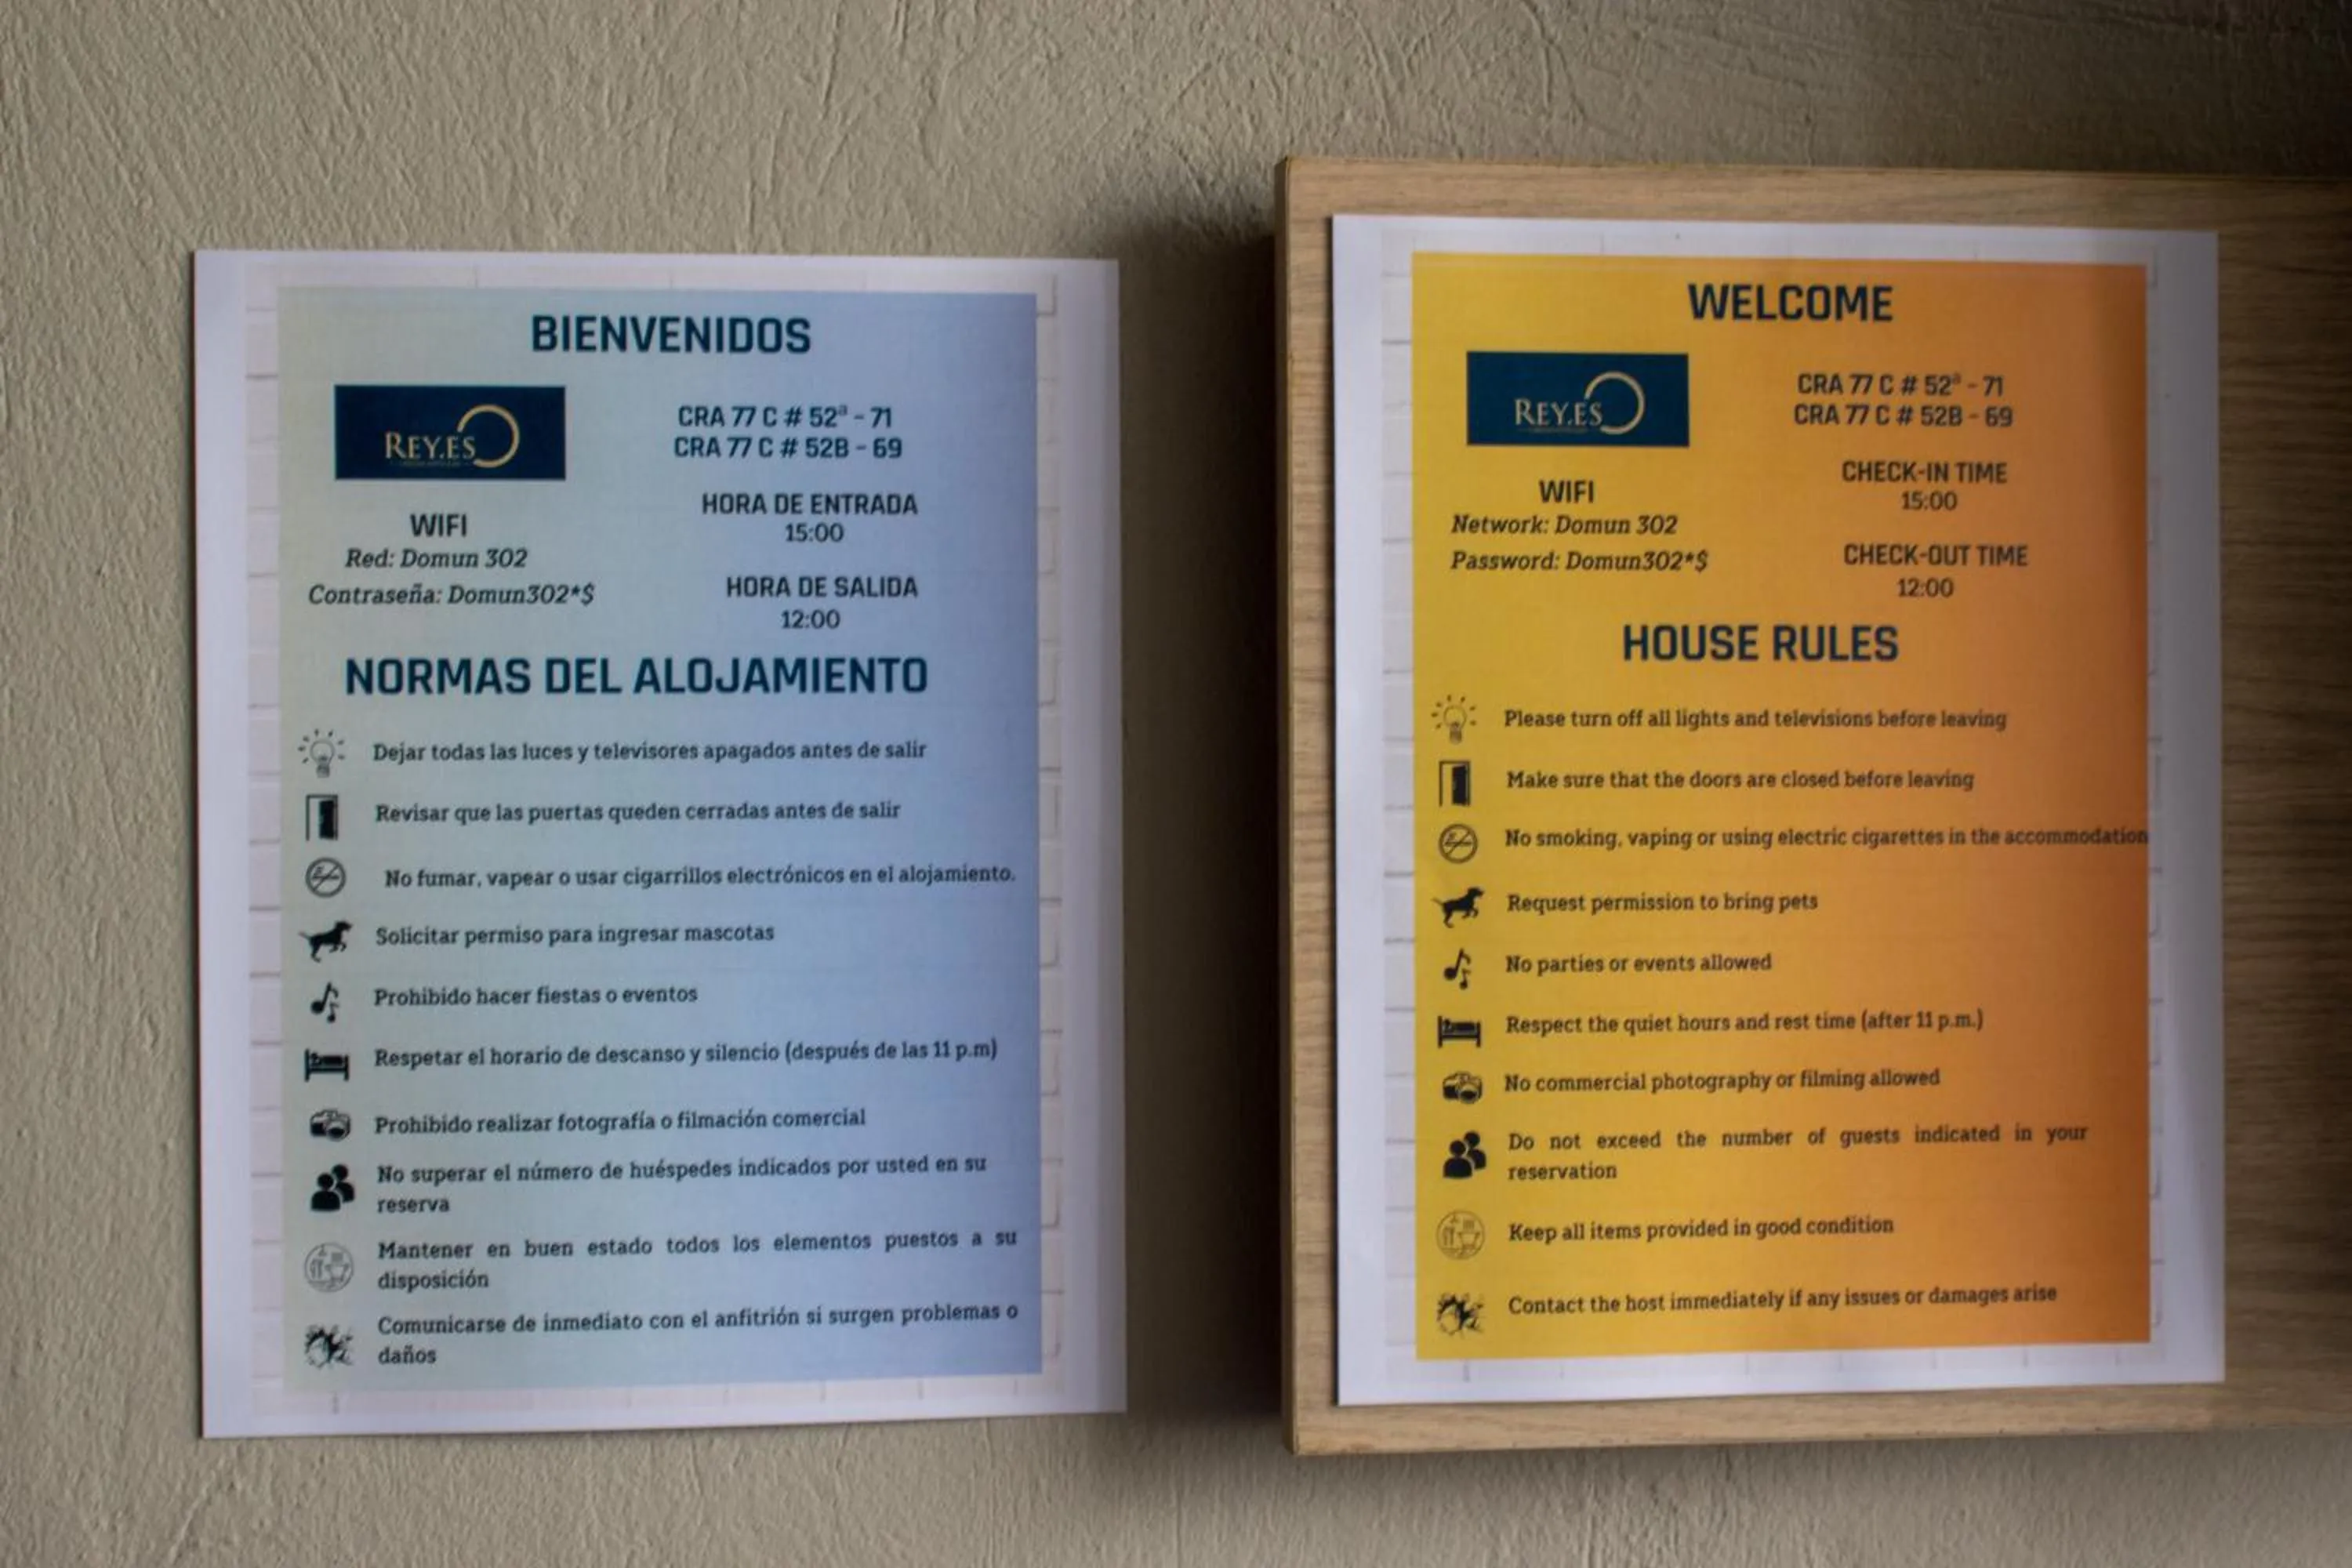 BIENVENIDOS
REY.ES
CRA 77 C # 52ª - 71
CRA 77 C # 52B - 69
WIFI
Red: Domun 302
Contraseña: Domun302*$
HORA DE ENTRADA
15:00
HORA DE SALIDA
12:00
NORMAS DEL ALOJAMIENTO
Dejar todas las luces y televisores apagados antes de salir
Revisar que las puertas queden cerradas antes de salir
No fumar, vapear o usar cigarrillos electrónicos en el alojamiento.
Solicitar permiso para ingresar mascotas
Prohibido hacer fiestas o eventos
Respetar el horario de descanso y silencio (después de las 11 p.m)
Prohibido realizar fotografía o filmación comercial
No superar el número de huéspedes indicados por usted en su
reserva
Mantener en buen estado todos los elementos puestos a su
disposición
Comunicarse de inmediato con el anfitrión si surgen problemas o
daños
WELCOME
REY.ES
CRA 77 C # 52ª - 71
CRA 77 C # 52B - 69
WIFI
Network: Domun 302
Password: Domun302*$
CHECK-IN TIME
15:00
CHECK-OUT TIME
12:00
HOUSE RULES
Please turn off all lights and televisions before leaving
Make sure that the doors are closed before leaving
No smoking, vaping or using electric cigarettes in the accommodation
Request permission to bring pets
No parties or events allowed
Respect the quiet hours and rest time (after 11 p.m.)
No commercial photography or filming allowed
Do not exceed the number of guests indicated in your
reservation
Keep all items provided in good condition
Contact the host immediately if any issues or damages arise